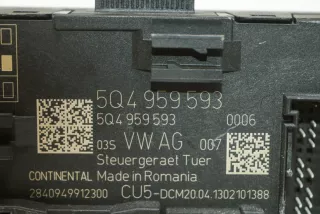 5Q4 959 593
5Q4 959 593 0006
03S VW AG 007
Steuergeraet Tuer
CONTINENTAL Made in Romania
2840949912300 CU5-DCM20.04.1302101388